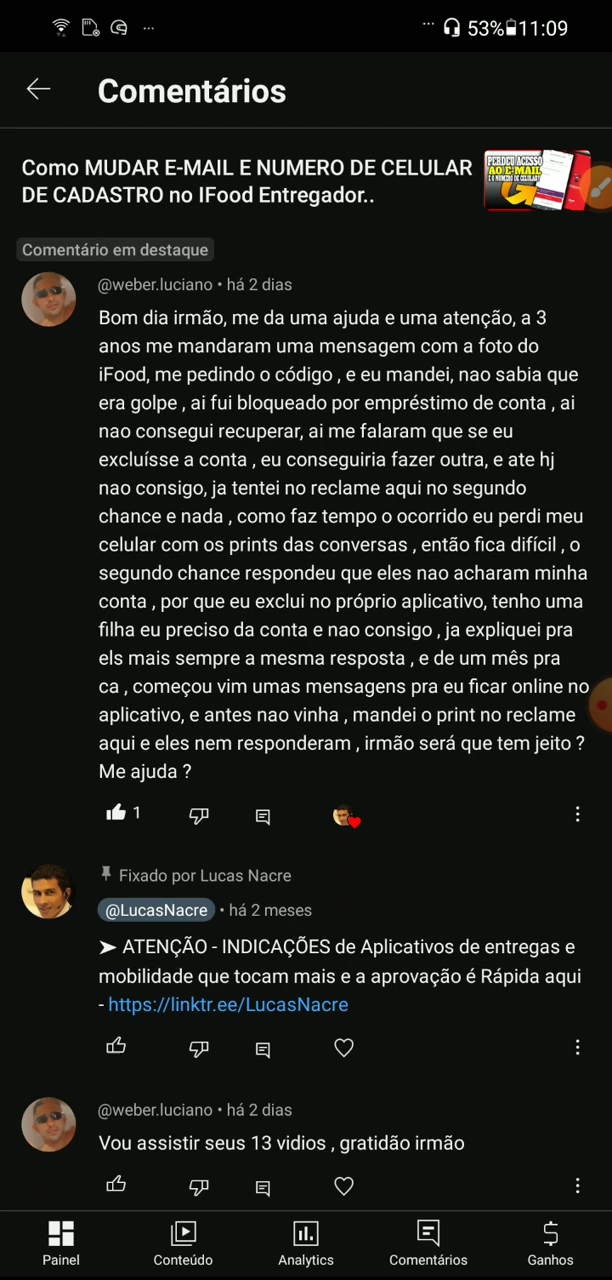 53% 11:09
Comentários
Como MUDAR E-MAIL E NUMERO DE CELULAR
DE CADASTRO no IFood Entregador..
PERDEU ACESSO
AO E-MAIL
E O NUMERO DE CELULAR?
Comentário em destaque
@weber.luciano • há 2 dias
Bom dia irmão, me da uma ajuda e uma atenção, a 3
anos me mandaram uma mensagem com a foto do
iFood, me pedindo o código , e eu mandei, nao sabia que
era golpe , ai fui bloqueado por empréstimo de conta , ai
nao consegui recuperar, ai me falaram que se eu
excluísse a conta , eu conseguiria fazer outra, e ate hj
nao consigo, ja tentei no reclame aqui no segundo
chance e nada , como faz tempo o ocorrido eu perdi meu
celular com os prints das conversas , então fica difícil , o
segundo chance respondeu que eles nao acharam minha
conta , por que eu exclui no próprio aplicativo, tenho uma
filha eu preciso da conta e nao consigo , ja expliquei pra
els mais sempre a mesma resposta , e de um mês pra
ca , começou vim umas mensagens pra eu ficar online no
aplicativo, e antes nao vinha , mandei o print no reclame
aqui e eles nem responderam , irmão será que tem jeito ?
Me ajuda ?
1
Fixado por Lucas Nacre
@LucasNacre • há 2 meses
➤ ATENÇÃO - INDICAÇÕES de Aplicativos de entregas e
mobilidade que tocam mais e a aprovação é Rápida aqui
- https://linktr.ee/LucasNacre
@weber.luciano • há 2 dias
Vou assistir seus 13 vidios , gratidão irmão
Painel Conteúdo Analytics Comentários Ganhos